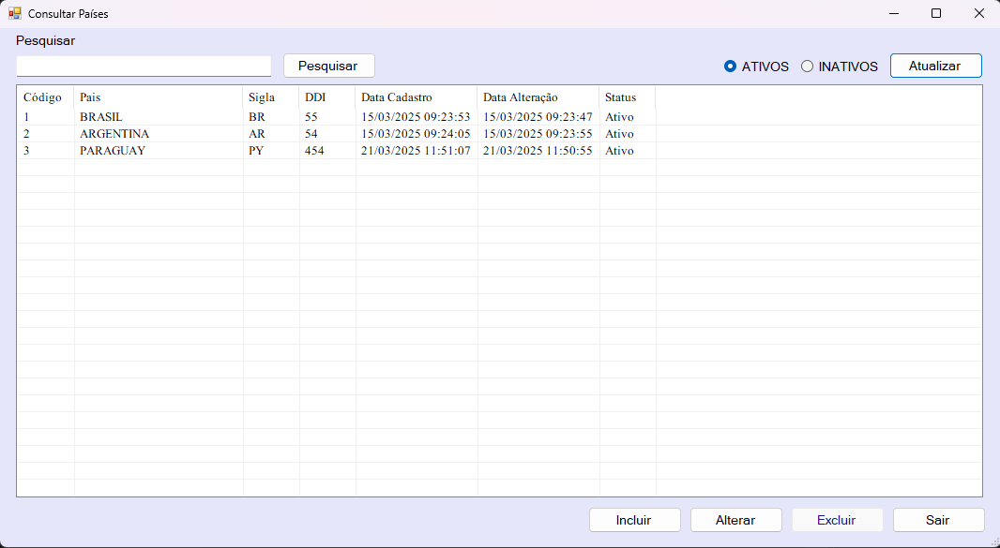 Consultar Países
Pesquisar
Pesquisar ATIVOS INATIVOS Atualizar
Código Pais Sigla DDI Data Cadastro Data Alteração Status
1 BRASIL BR 55 15/03/2025 09:23:53 15/03/2025 09:23:47 Ativo
2 ARGENTINA AR 54 15/03/2025 09:24:05 15/03/2025 09:23:55 Ativo
3 PARAGUAY PY 454 21/03/2025 11:51:07 21/03/2025 11:50:55 Ativo
Incluir Alterar Excluir Sair